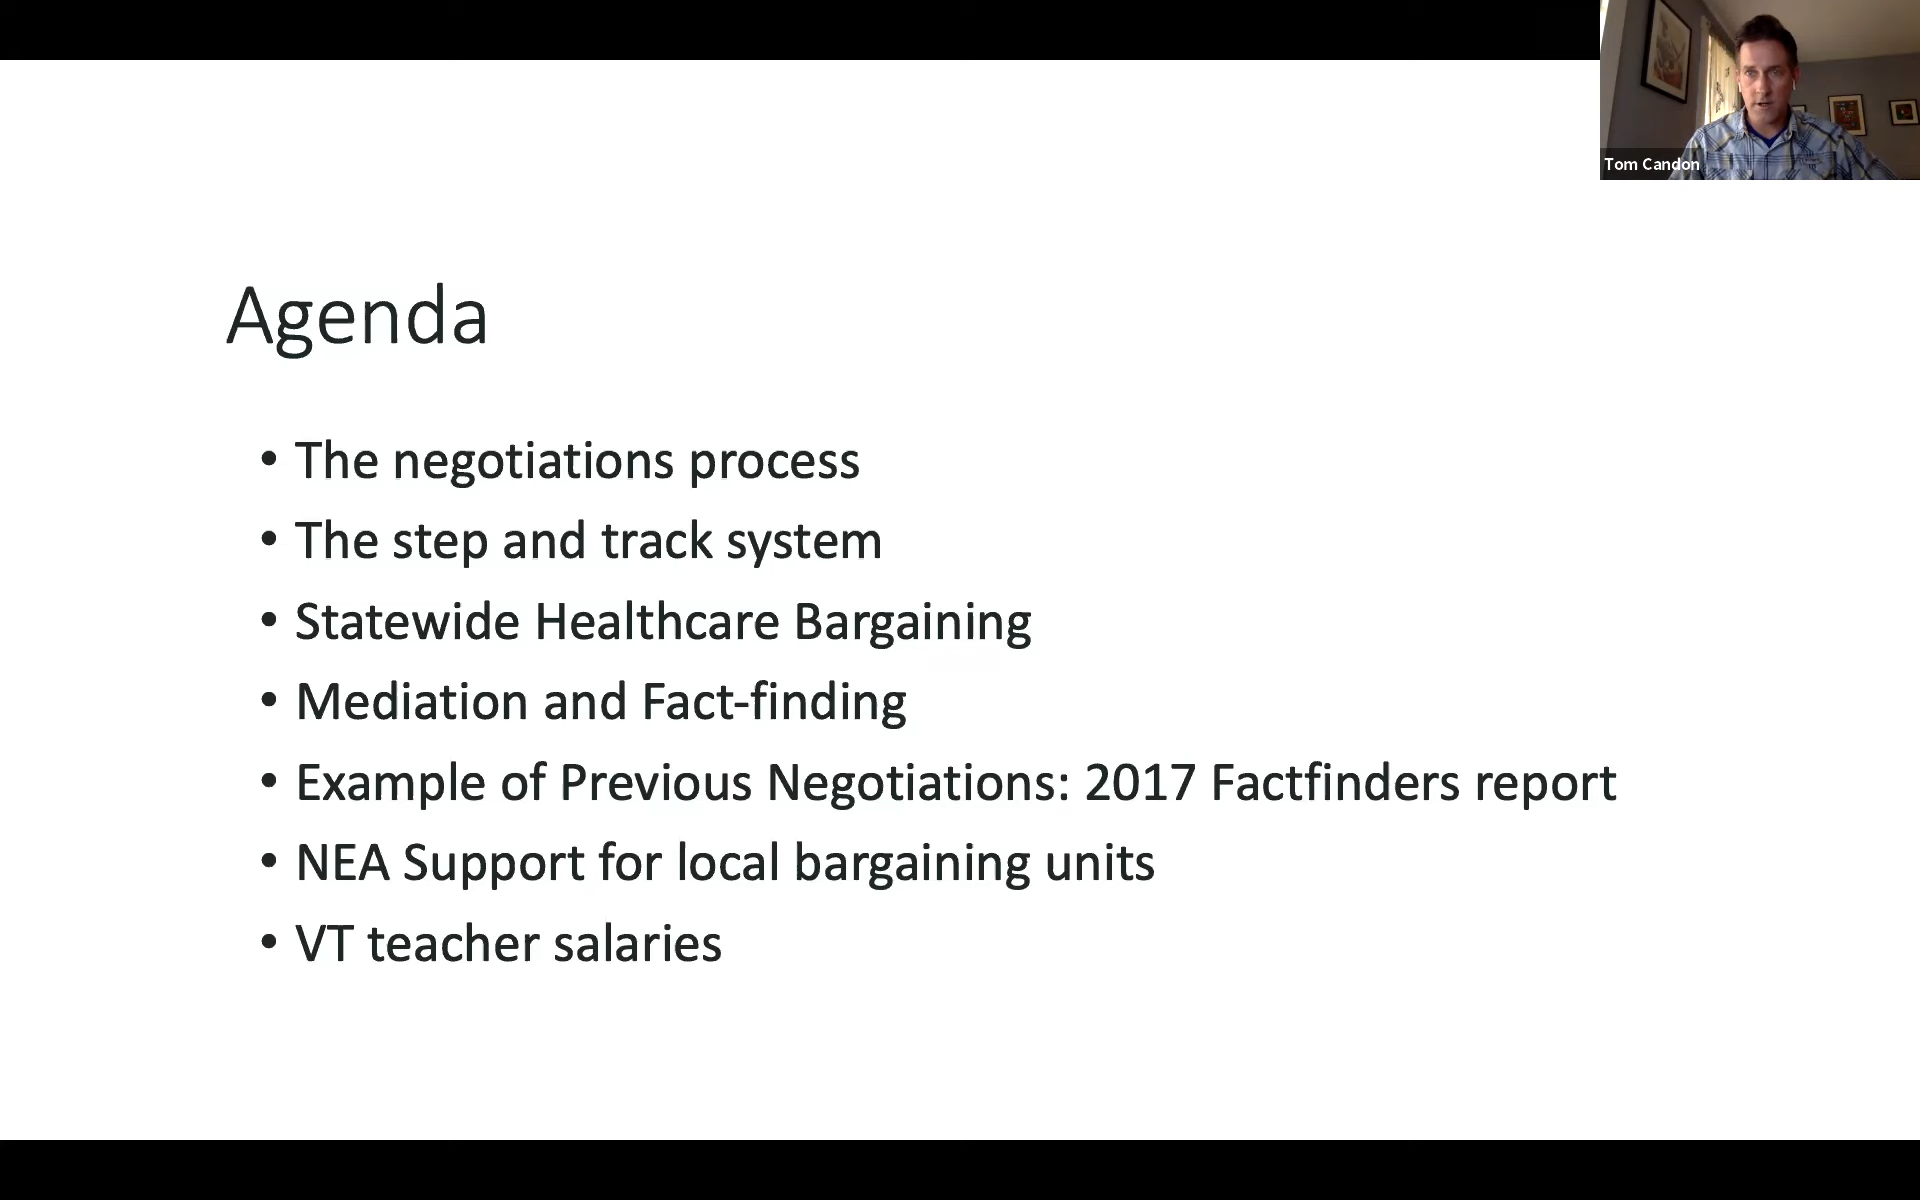 Tom Candon
Agenda
• The negotiations process
• The step and track system
• Statewide Healthcare Bargaining
• Mediation and Fact-finding
• Example of Previous Negotiations: 2017 Factfinders report
• NEA Support for local bargaining units
• VT teacher salaries